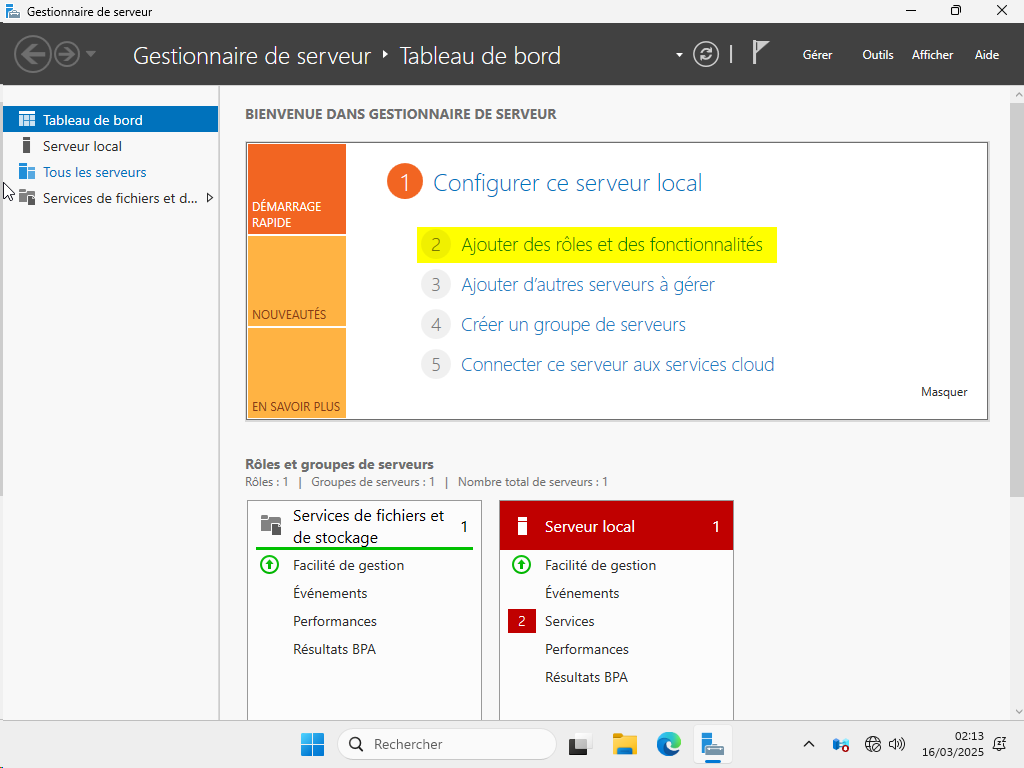 Gestionnaire de serveur
Gestionnaire de serveur ‣ Tableau de bord
Gérer
Outils
Afficher
Aide
Tableau de bord
Serveur local
Tous les serveurs
Services de fichiers et d...
BIENVENUE DANS GESTIONNAIRE DE SERVEUR
DÉMARRAGE
RAPIDE
NOUVEAUTÉS
EN SAVOIR PLUS
1 Configurer ce serveur local
2 Ajouter des rôles et des fonctionnalités
3 Ajouter d’autres serveurs à gérer
4 Créer un groupe de serveurs
5 Connecter ce serveur aux services cloud
Masquer
Rôles et groupes de serveurs
Rôles : 1 | Groupes de serveurs : 1 | Nombre total de serveurs : 1
Services de fichiers et
de stockage
1
Facilité de gestion
Événements
Performances
Résultats BPA
Serveur local 1
Facilité de gestion
Événements
2 Services
Performances
Résultats BPA
Rechercher
02:13
16/03/2025